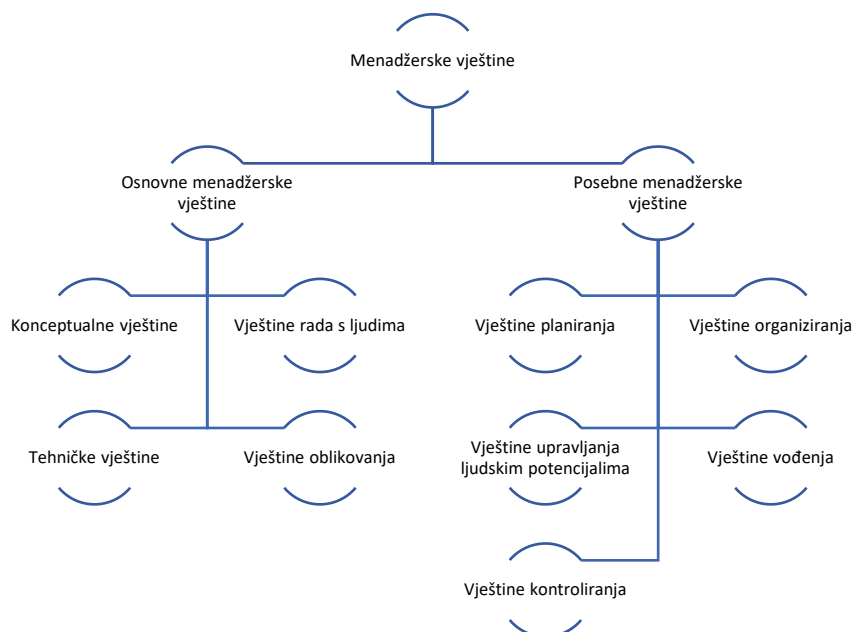 Menadžerske vještine
Osnovne menadžerske
vještine
Posebne menadžerske
vještine
Konceptualne vještine
Vještine rada s ljudima
Vještine planiranja
Vještine organiziranja
Tehničke vještine
Vještine oblikovanja
Vještine upravljanja
ljudskim potencijalima
Vještine vođenja
Vještine kontroliranja